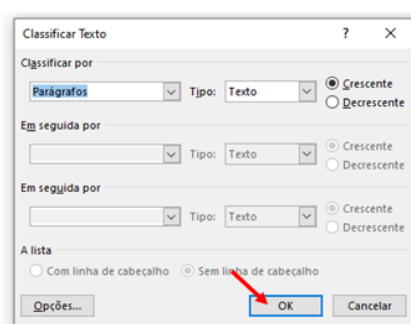 Classificar Texto ? ×
Classificar por
Parágrafos Tipo: Texto Crescente
Decrescente
Em seguida por
Tipo: Texto Crescente
Decrescente
Em seguida por
Tipo: Texto Crescente
Decrescente
A lista
Com linha de cabeçalho Sem linha de cabeçalho
Opções... OK Cancelar